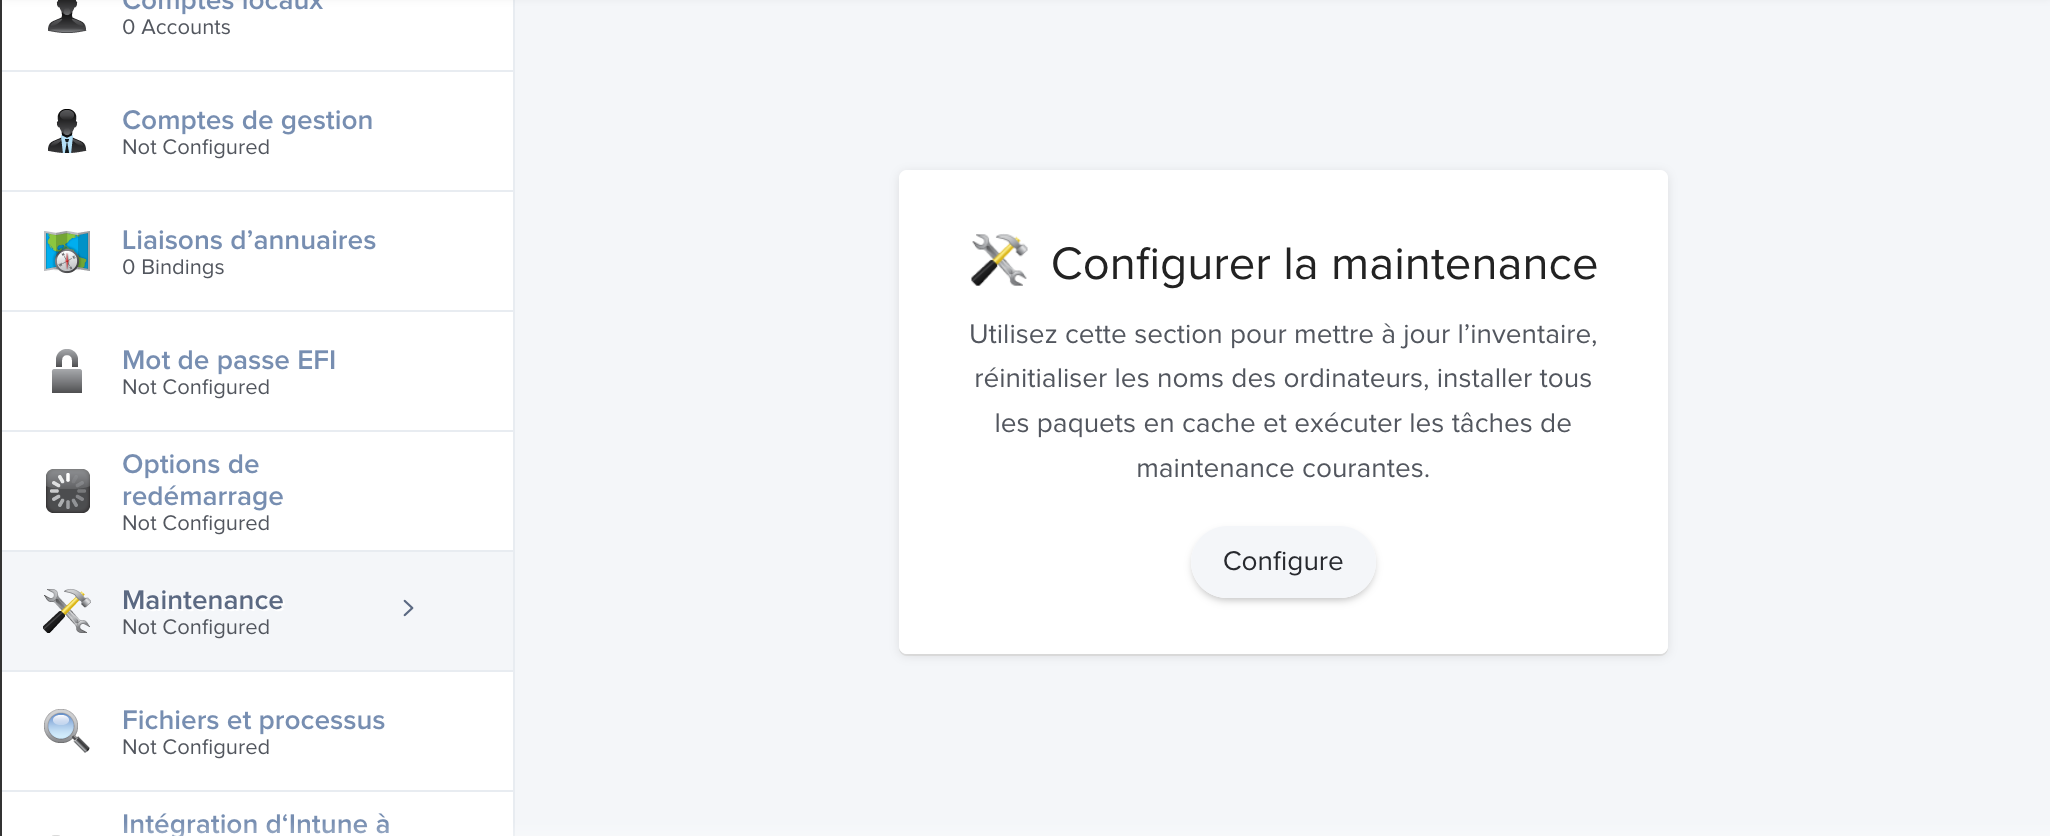 Comptes locaux
0 Accounts
Comptes de gestion
Not Configured
Liaisons d’annuaires
0 Bindings
Mot de passe EFI
Not Configured
Options de
redémarrage
Not Configured
Maintenance
Not Configured
Fichiers et processus
Not Configured
Intégration d‘Intune à
Configurer la maintenance
Utilisez cette section pour mettre à jour l’inventaire,
réinitialiser les noms des ordinateurs, installer tous
les paquets en cache et exécuter les tâches de
maintenance courantes.
Configure